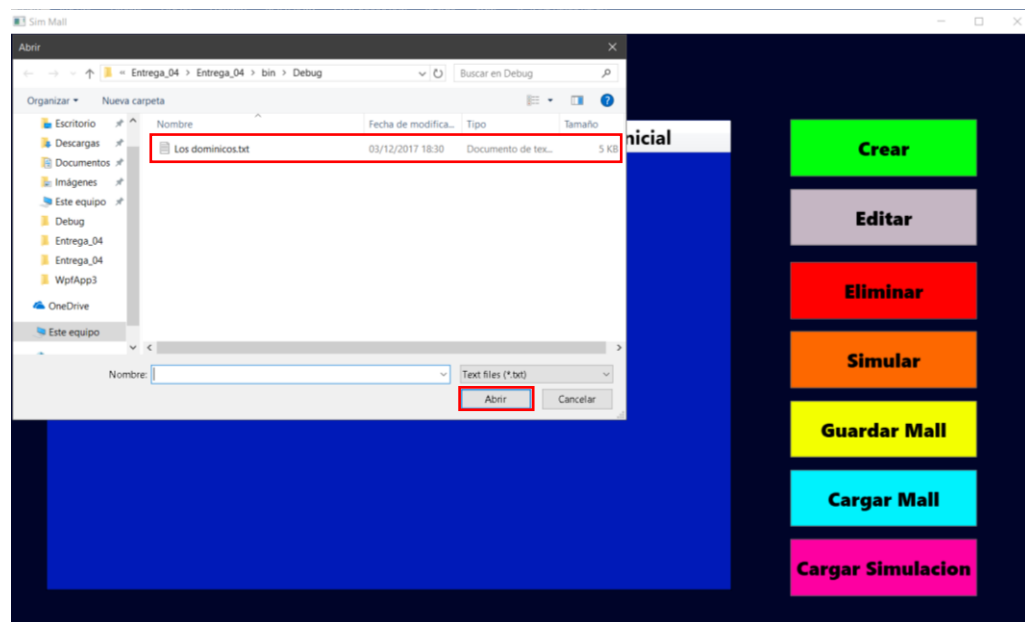 Sim Mall
Abrir
« Entrega_04 > Entrega_04 > bin > Debug
Buscar en Debug
Organizar
Nueva carpeta
Nombre
Fecha de modifica...
Tipo
Tamaño
Los dominicos.txt
03/12/2017 18:30
Documento de tex...
5 KB
Escritorio
Descargas
Documentos
Imágenes
Este equipo
Debug
Entrega_04
Entrega_04
WpfApp3
OneDrive
Este equipo
Nombre:
Text files (*.txt)
Abrir
Cancelar
nicial
Crear
Editar
Eliminar
Simular
Guardar Mall
Cargar Mall
Cargar Simulacion